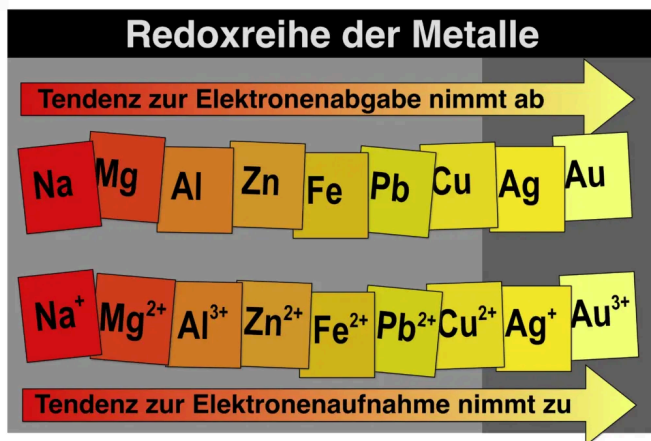 Redoxreihe der Metalle
Tendenz zur Elektronenabgabe nimmt ab
Na Mg Al Zn Fe Pb Cu Ag Au
Na⁺ Mg²⁺ Al³⁺ Zn²⁺ Fe²⁺ Pb²⁺ Cu²⁺ Ag⁺ Au³⁺
Tendenz zur Elektronenaufnahme nimmt zu